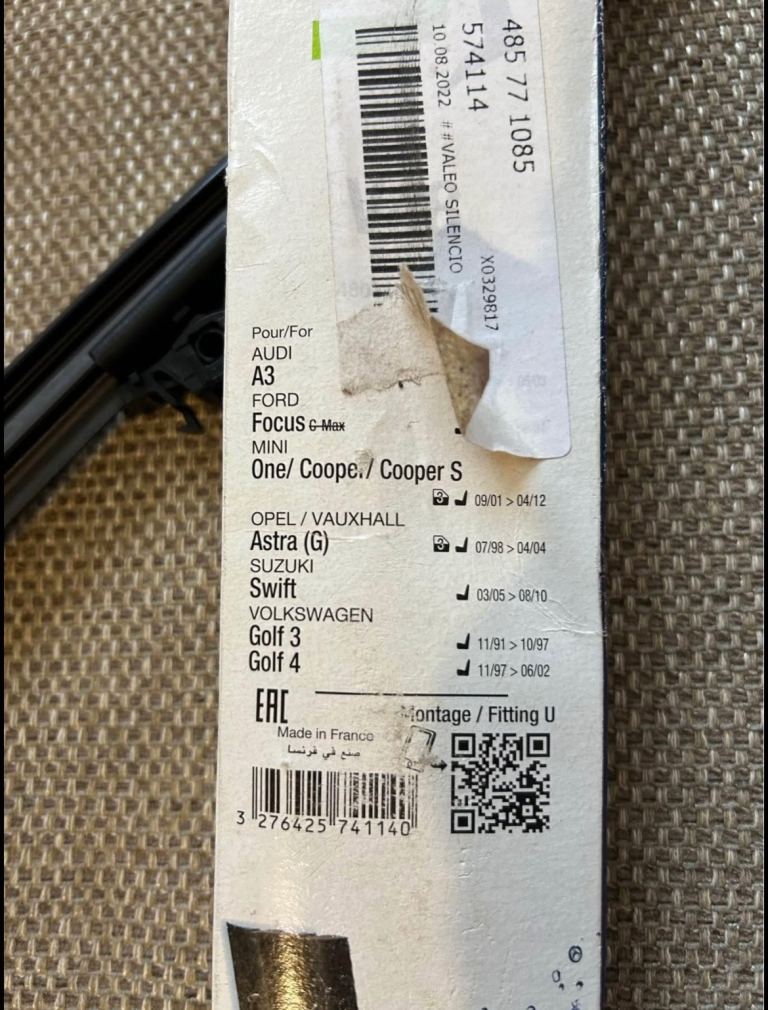 485 77 1085
574114
10.08.2022 ##VALEO SILENCIO
X0329817
Pour/For
AUDI
A3
FORD
Focus C-Max
MINI
One/ Cooper/ Cooper S
09/01 > 04/12
OPEL / VAUXHALL
Astra (G) 07/98 > 04/04
SUZUKI
Swift 03/05 > 08/10
VOLKSWAGEN
Golf 3 11/91 > 10/97
Golf 4 11/97 > 06/02
EAC
Montage / Fitting U
Made in France
صنع في فرنسا
3 276425 741140